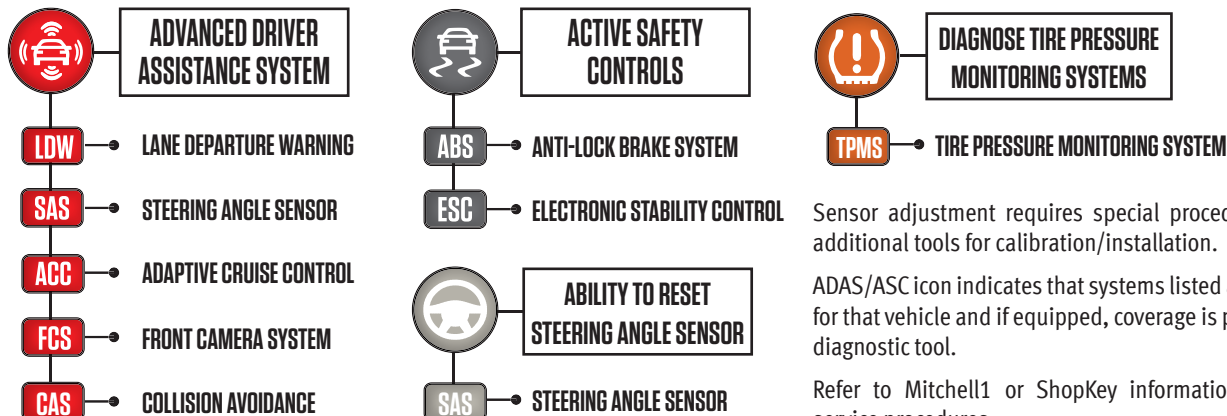 ADVANCED DRIVER
ASSISTANCE SYSTEM
LDW LANE DEPARTURE WARNING
SAS STEERING ANGLE SENSOR
ACC ADAPTIVE CRUISE CONTROL
FCS FRONT CAMERA SYSTEM
CAS COLLISION AVOIDANCE
ACTIVE SAFETY
CONTROLS
ABS ANTI-LOCK BRAKE SYSTEM
ESC ELECTRONIC STABILITY CONTROL
ABILITY TO RESET
STEERING ANGLE SENSOR
SAS STEERING ANGLE SENSOR
DIAGNOSE TIRE PRESSURE
MONITORING SYSTEMS
TPMS TIRE PRESSURE MONITORING SYSTEM
Sensor adjustment requires special
additional tools for calibration/installation.
ADAS/ASC icon indicates that systems listed
for that vehicle and if equipped, coverage is
diagnostic tool.
Refer to Mitchell1 or ShopKey